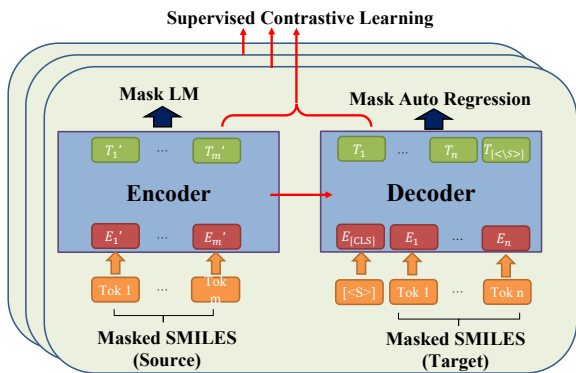 Supervised Contrastive Learning
Mask LM
Mask Auto Regression
T₁' ... Tₘ'
T₁ ... Tₙ T[<\S>]
Encoder
Decoder
E₁' ... Eₘ'
E[CLS] E₁ ... Eₙ
Tok 1 ... Tok m
[<S>] Tok 1 ... Tok n
Masked SMILES
(Source)
Masked SMILES
(Target)